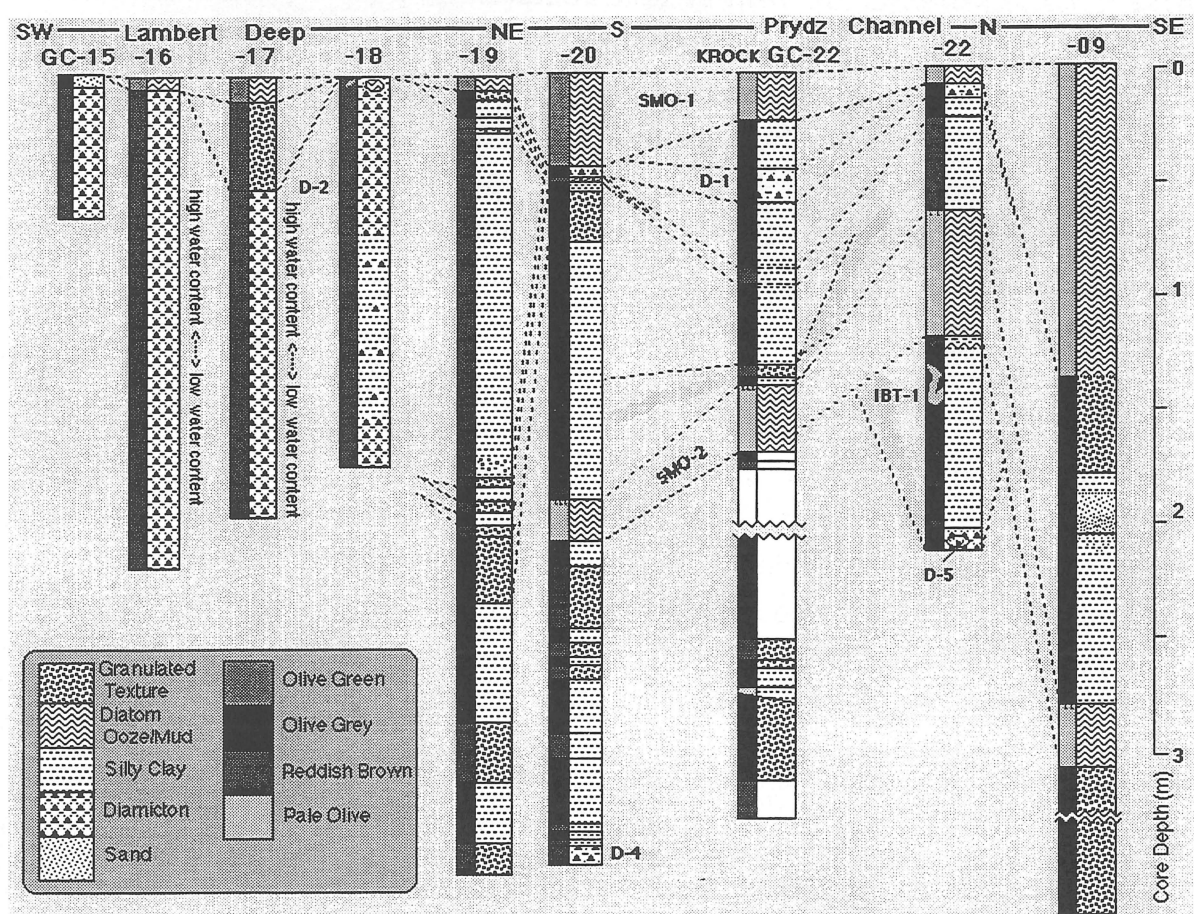 SW Lambert Deep NE S Prydz Channel N SE
GC-15 -16 -17 -18 -19 -20 KROCK GC-22 -22 -09
0
SMO-1
D-1
D-2
high water content <----> low water content
high water content <----> low water content
1
IBT-1
SMO-2
2
D-5
3
D-4
Core Depth (m)
Granulated
Texture
Diatom
Ooze/Mud
Silly Clay
Diamicton
Sand
Olive Green
Olive Grey
Reddish Brown
Pale Olive